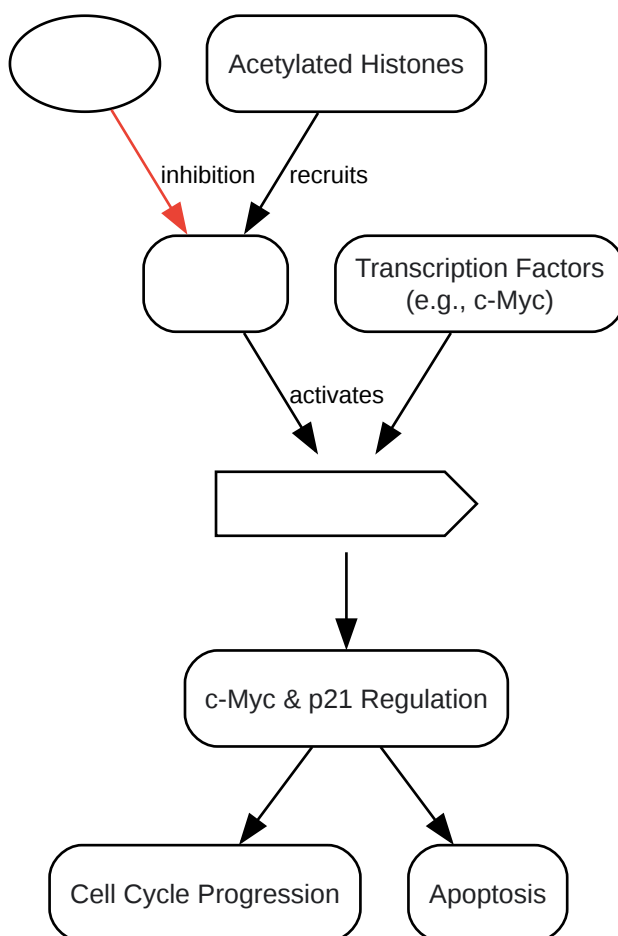 Acetylated Histones
inhibition
recruits
Transcription Factors
(e.g., c-Myc)
activates
c-Myc & p21 Regulation
Cell Cycle Progression
Apoptosis